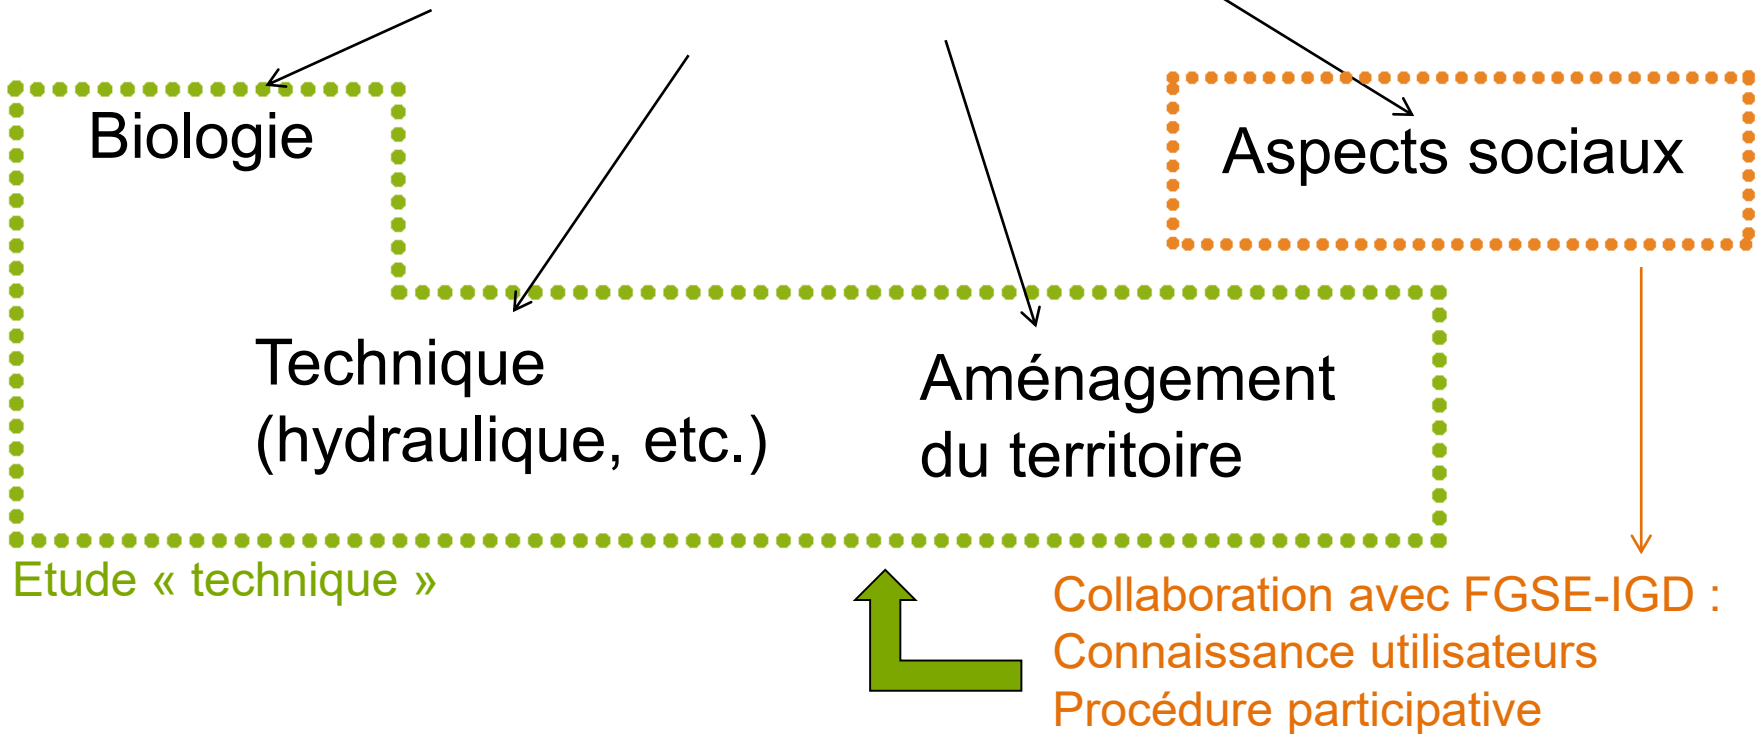 Biologie
Aspects sociaux
Technique
(hydraulique, etc.)
Aménagement
du territoire
Etude « technique »
Collaboration avec FGSE-IGD :
Connaissance utilisateurs
Procédure participative